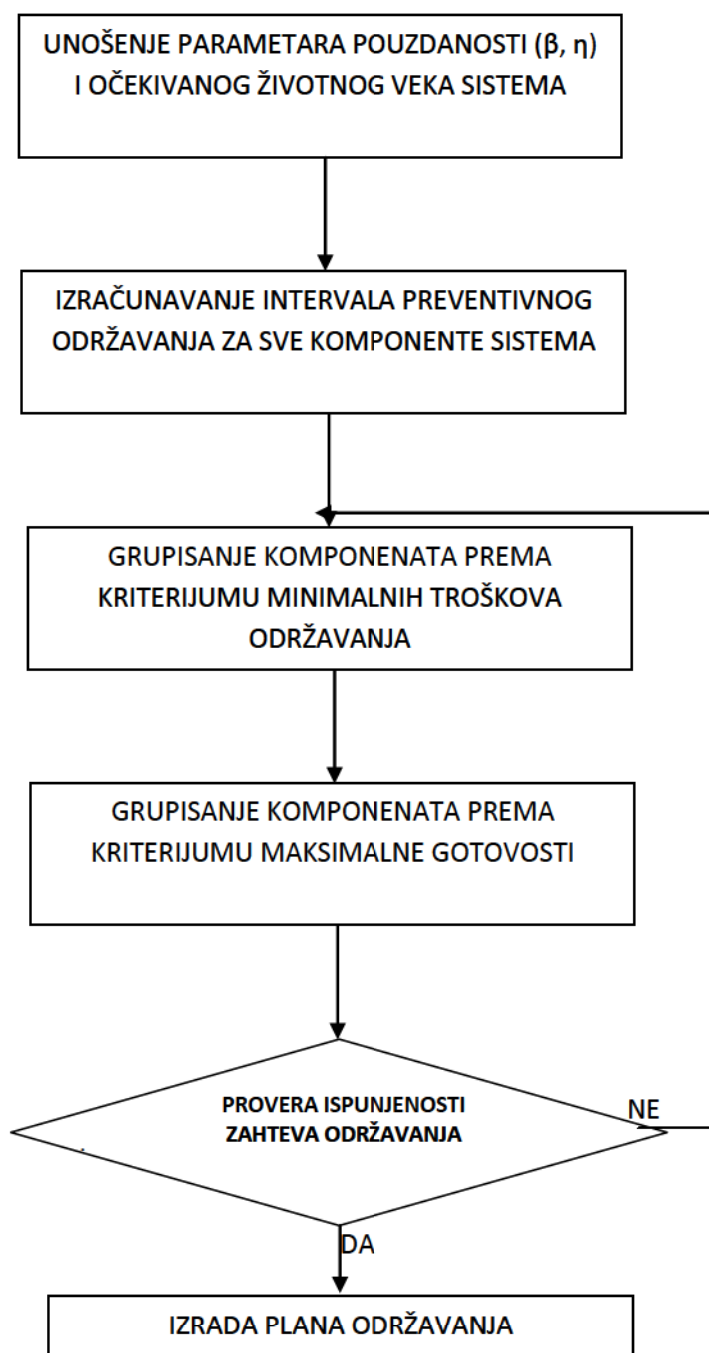 UNOŠENJE PARAMETARA POUZDANOSTI (β, η)
I OČEKIVANOG ŽIVOTNOG VEKA SISTEMA
IZRAČUNAVANJE INTERVALA PREVENTIVNOG
ODRŽAVANJA ZA SVE KOMPONENTE SISTEMA
GRUPISANJE KOMPONENATA PREMA
KRITERIJUMU MINIMALNIH TROŠKOVA
ODRŽAVANJA
GRUPISANJE KOMPONENATA PREMA
KRITERIJUMU MAKSIMALNE GOTOVOSTI
PROVERA ISPUNJENOSTI
ZAHTEVA ODRŽAVANJA
NE
DA
IZRADA PLANA ODRŽAVANJA